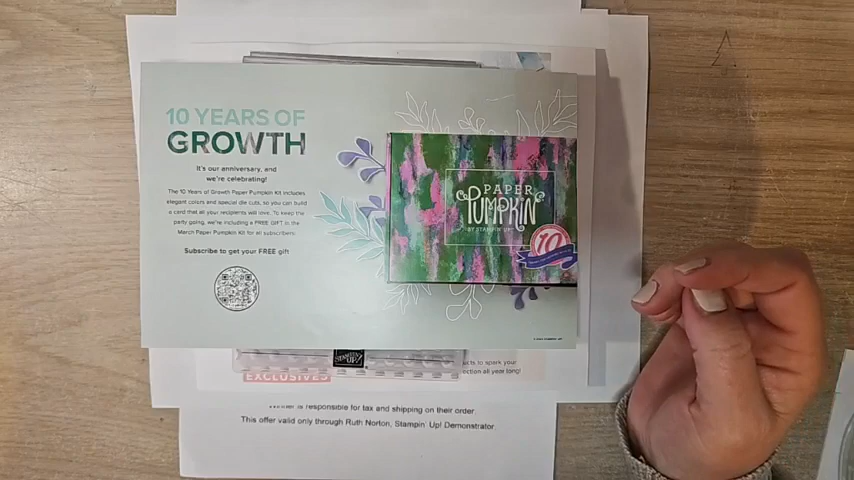 10 YEARS OF
GROWTH
It's our anniversary, and
we're celebrating!
The 10 Years of Growth Paper Pumpkin Kit includes
elegant colors and special die cuts, so you can build
a card that all your recipients will love. To keep the
party going, we're including a FREE GIFT in the
March Paper Pumpkin Kit for all subscribers.
Subscribe to get your FREE gift
PAPER
PUMPKIN
BY STAMPIN' UP!
10
STAMPIN' UP!
EXCLUSIVES
to spark your
ection all year long!
is responsible for tax and shipping on their order.
This offer valid only through Ruth Norton, Stampin' Up! Demonstrator